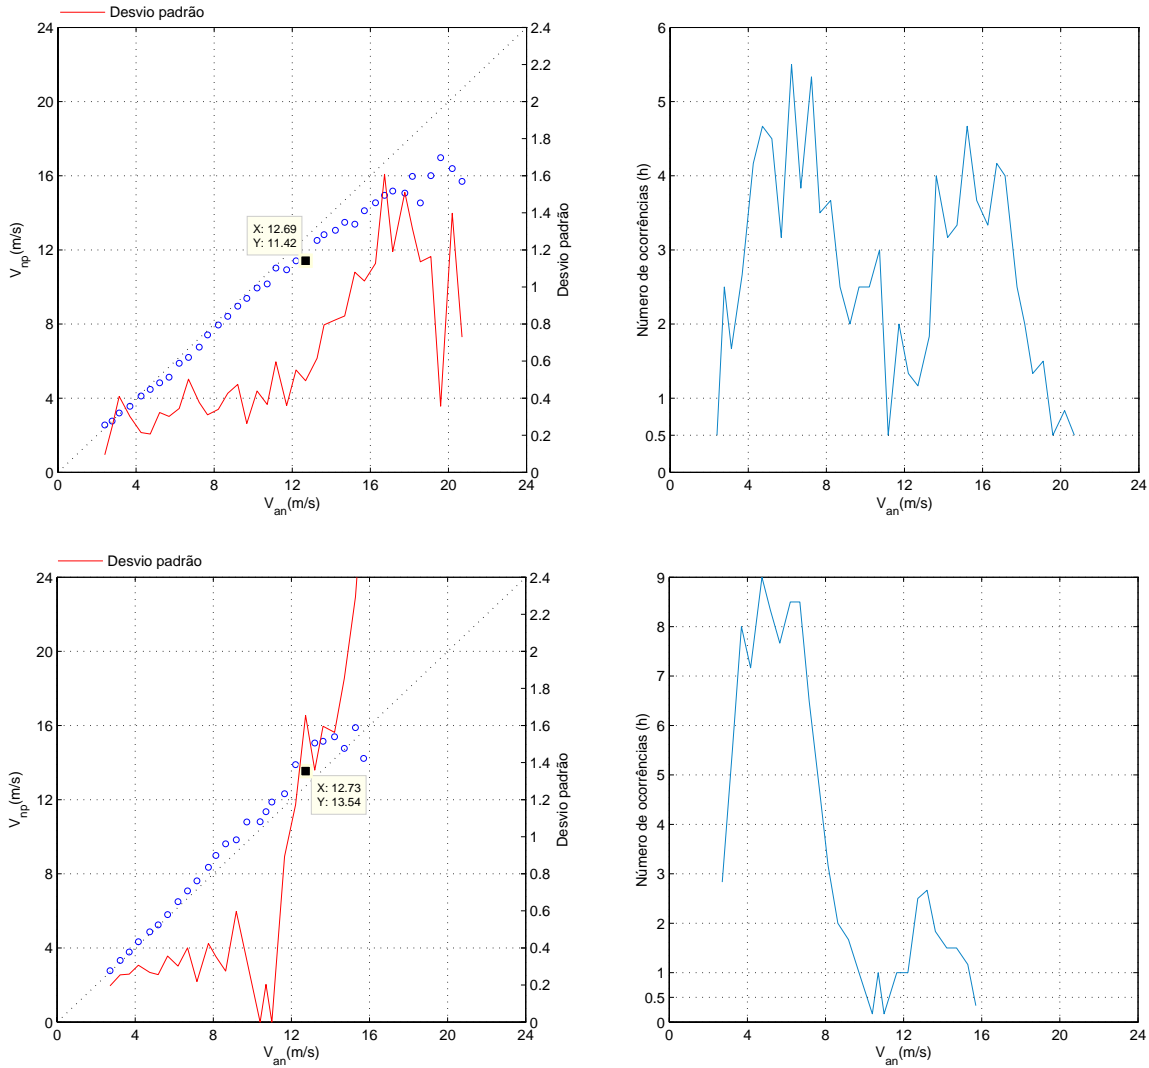 Desvio padrão
24
20
16
12
8
4
0
V_np(m/s)
X: 12.69
Y: 11.42
2.4
2.2
2
1.8
1.6
1.4
1.2
1
0.8
0.6
0.4
0.2
0
Desvio padrão
0 4 8 12 16 20 24
V_an(m/s)
6
5
4
3
2
1
0.5
0
Número de ocorrências (h)
0 4 8 12 16 20 24
V_an(m/s)
Desvio padrão
24
20
16
12
8
4
0
V_np(m/s)
X: 12.73
Y: 13.54
2.4
2.2
2
1.8
1.6
1.4
1.2
1
0.8
0.6
0.4
0.2
0
Desvio padrão
0 4 8 12 16 20 24
V_an(m/s)
9
8
7
6
5
4
3
2
1
0.5
0
Número de ocorrências (h)
0 4 8 12 16 20 24
V_an(m/s)